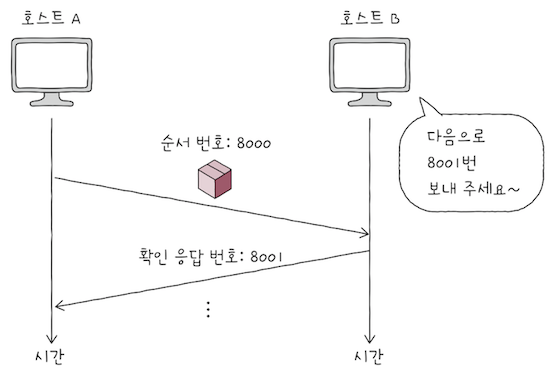 호스트 A
호스트 B
순서 번호: 8000
다음으로
8001번
보내 주세요~
확인 응답 번호: 8001
⋮
시간
시간